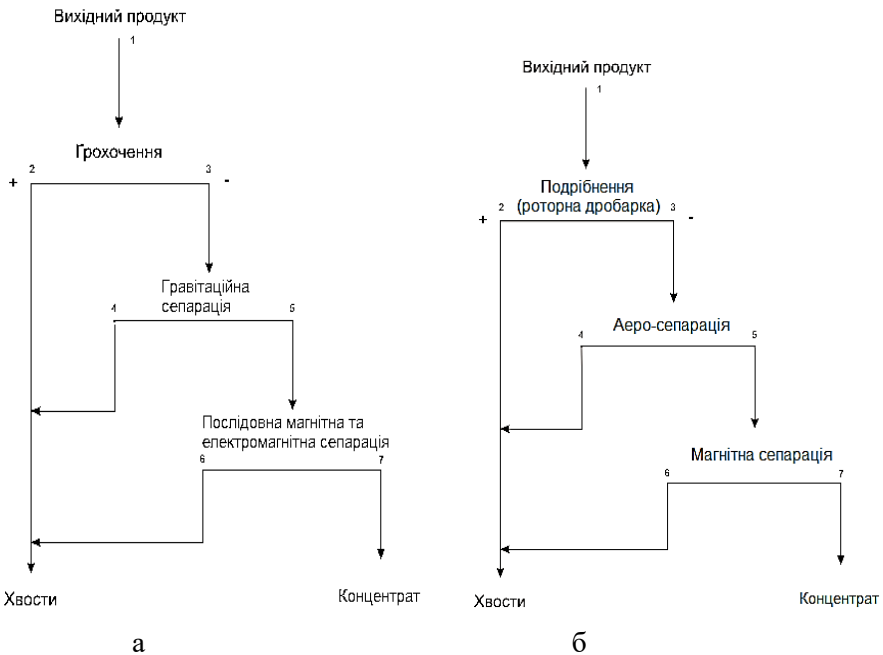 Вихідний продукт
1
Грохочення
2
3
+
-
Гравітаційна
сепарація
4
5
Послідовна магнітна та
електромагнітна сепарація
6
7
Хвости
Концентрат
а
Вихідний продукт
1
Подрібнення
2 (роторна дробарка) 3
+
-
Аеро-сепарація
4
5
Магнітна сепарація
6
7
Хвости
Концентрат
б